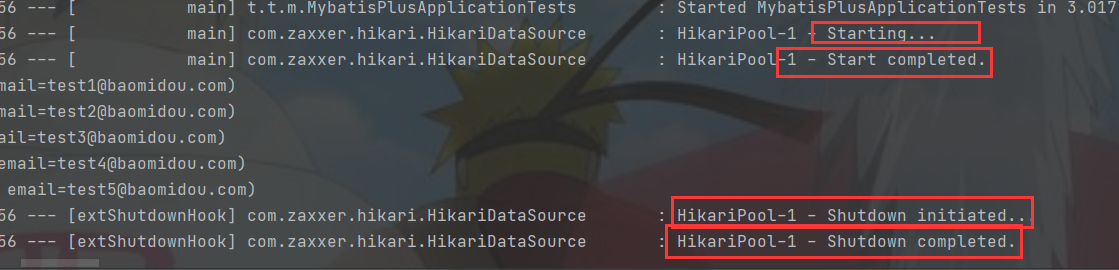 56 --- [ main] t.t.m.MybatisPlusApplicationTests : Started MybatisPlusApplicationTests in 3.017
56 --- [ main] com.zaxxer.hikari.HikariDataSource : HikariPool-1 - Starting...
56 --- [ main] com.zaxxer.hikari.HikariDataSource : HikariPool-1 - Start completed.
mail=test1@baomidou.com)
email=test2@baomidou.com)
ail=test3@baomidou.com)
email=test4@baomidou.com)
email=test5@baomidou.com)
56 --- [extShutdownHook] com.zaxxer.hikari.HikariDataSource : HikariPool-1 - Shutdown initiated...
56 --- [extShutdownHook] com.zaxxer.hikari.HikariDataSource : HikariPool-1 - Shutdown completed.